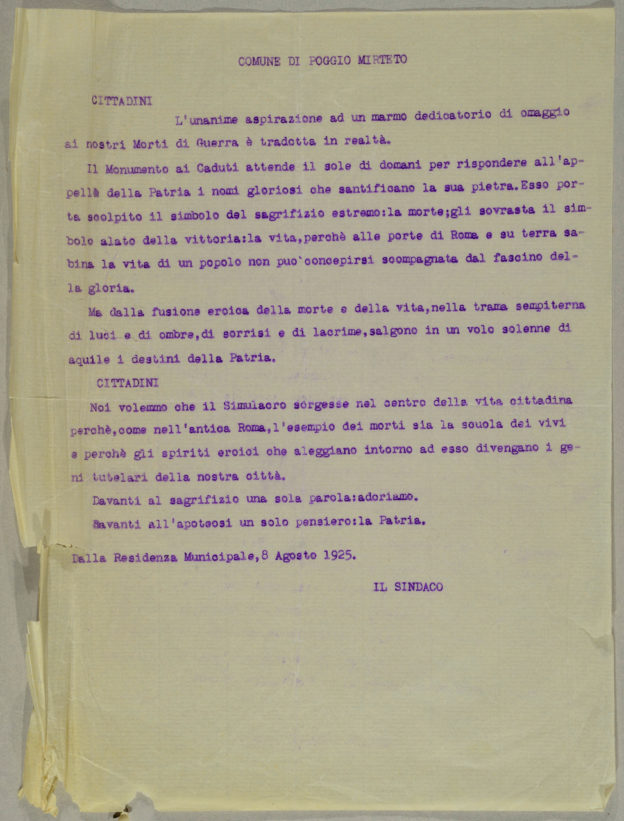 COMUNE DI POGGIO MIRTETO
CITTADINI
L'unanime aspirazione ad un marmo dedicatorio di omaggio
ai nostri Morti di Guerra è tradotta in realtà.
Il Monumento ai Caduti attende il sole di domani per rispondere all'ap-
pellè della Patria i nomi gloriosi che santificano la sua pietra.Esso por-
ta scolpito il simbolo del sagrifizio estremo:la morte;gli sovrasta il sim-
bolo alato della vittoria:la vita,perchè alle porte di Roma e su terra sa-
bina la vita di un popolo non puo`concepirsi scompagnata dal fascino del-
la gloria.
Ma dalla fusione eroica della morte e della vita,nella trama sempiterna
di luci e di ombre,di sorrisi e di lacrime,salgono in un volo solenne di
aquile i destini della Patria.
CITTADINI
Noi volemmo che il Simulacro sorgesse nel centro della vita cittadina
perchè,come nell'antica Roma,l'esempio dei morti sia la scuola dei vivi
e perchè gli spiriti eroici che aleggiano intorno ad esso divengano i ge-
ni tutelari della nostra città.
Davanti al sagrifizio una sola parola:adoriamo.
Davanti all'apoteosi un solo pensiero:la Patria.
Dalla Residenza Municipale,8 Agosto 1925.
IL SINDACO